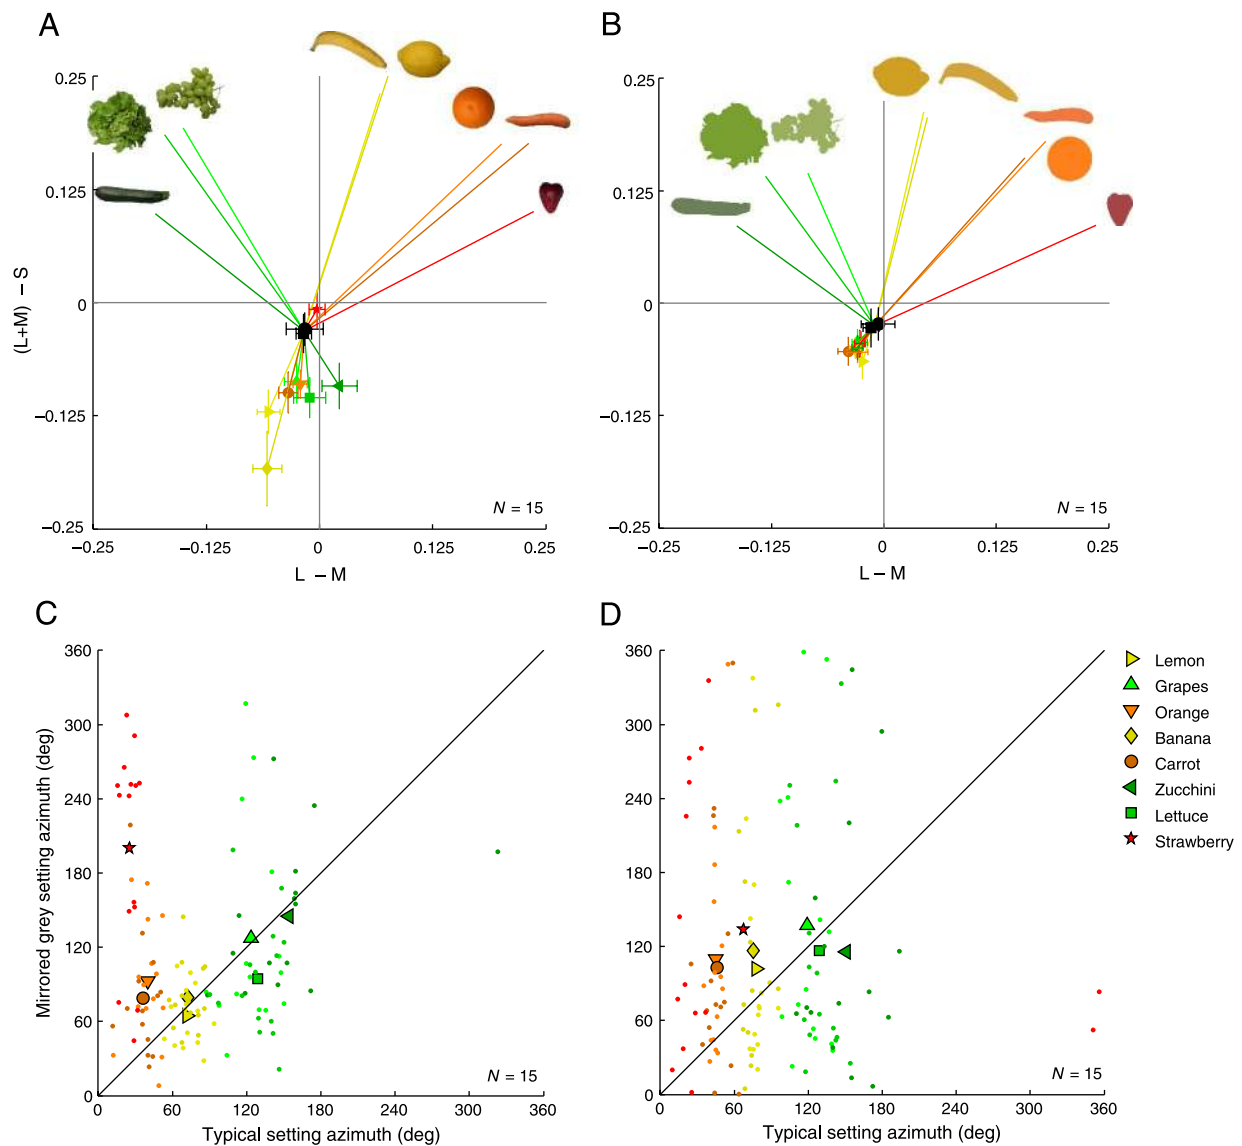 A
B
0.25
0.125
0
−0.125
−0.25
(L+M) − S
N = 15
−0.25
−0.125
0
0.125
0.25
L − M
0.25
0.125
0
−0.125
−0.25
N = 15
−0.25
−0.125
0
0.125
0.25
L − M
C
D
360
300
240
180
120
60
0
Mirrored grey setting azimuth (deg)
N = 15
0
60
120
180
240
300
360
Typical setting azimuth (deg)
360
300
240
180
120
60
0
N = 15
0
60
120
180
240
300
360
Typical setting azimuth (deg)
Lemon
Grapes
Orange
Banana
Carrot
Zucchini
Lettuce
Strawberry